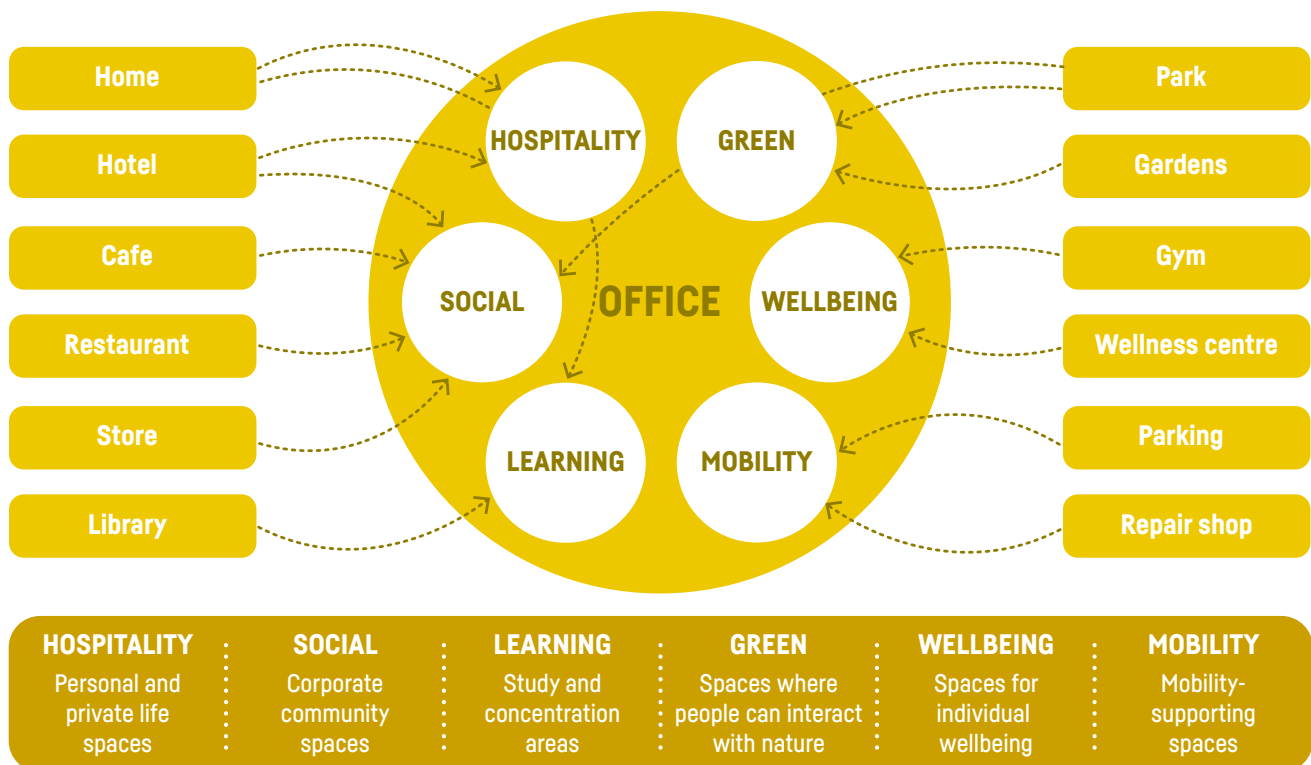 Home
Hotel
Cafe
Restaurant
Store
Library
HOSPITALITY
GREEN
SOCIAL
OFFICE
WELLBEING
LEARNING
MOBILITY
Park
Gardens
Gym
Wellness centre
Parking
Repair shop
HOSPITALITY
Personal and
private life
spaces
SOCIAL
Corporate
community
spaces
LEARNING
Study and
concentration
areas
GREEN
Spaces where
people can interact
with nature
WELLBEING
Spaces for
individual
wellbeing
MOBILITY
Mobility-
supporting
spaces